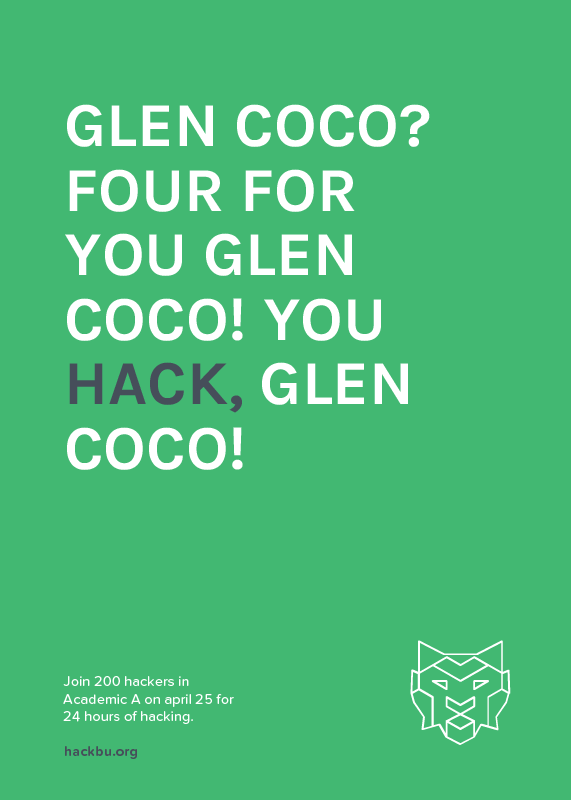 GLEN COCO?
FOUR FOR
YOU GLEN
COCO! YOU
HACK, GLEN
COCO!
Join 200 hackers in
Academic A on april 25 for
24 hours of hacking.
hackbu.org